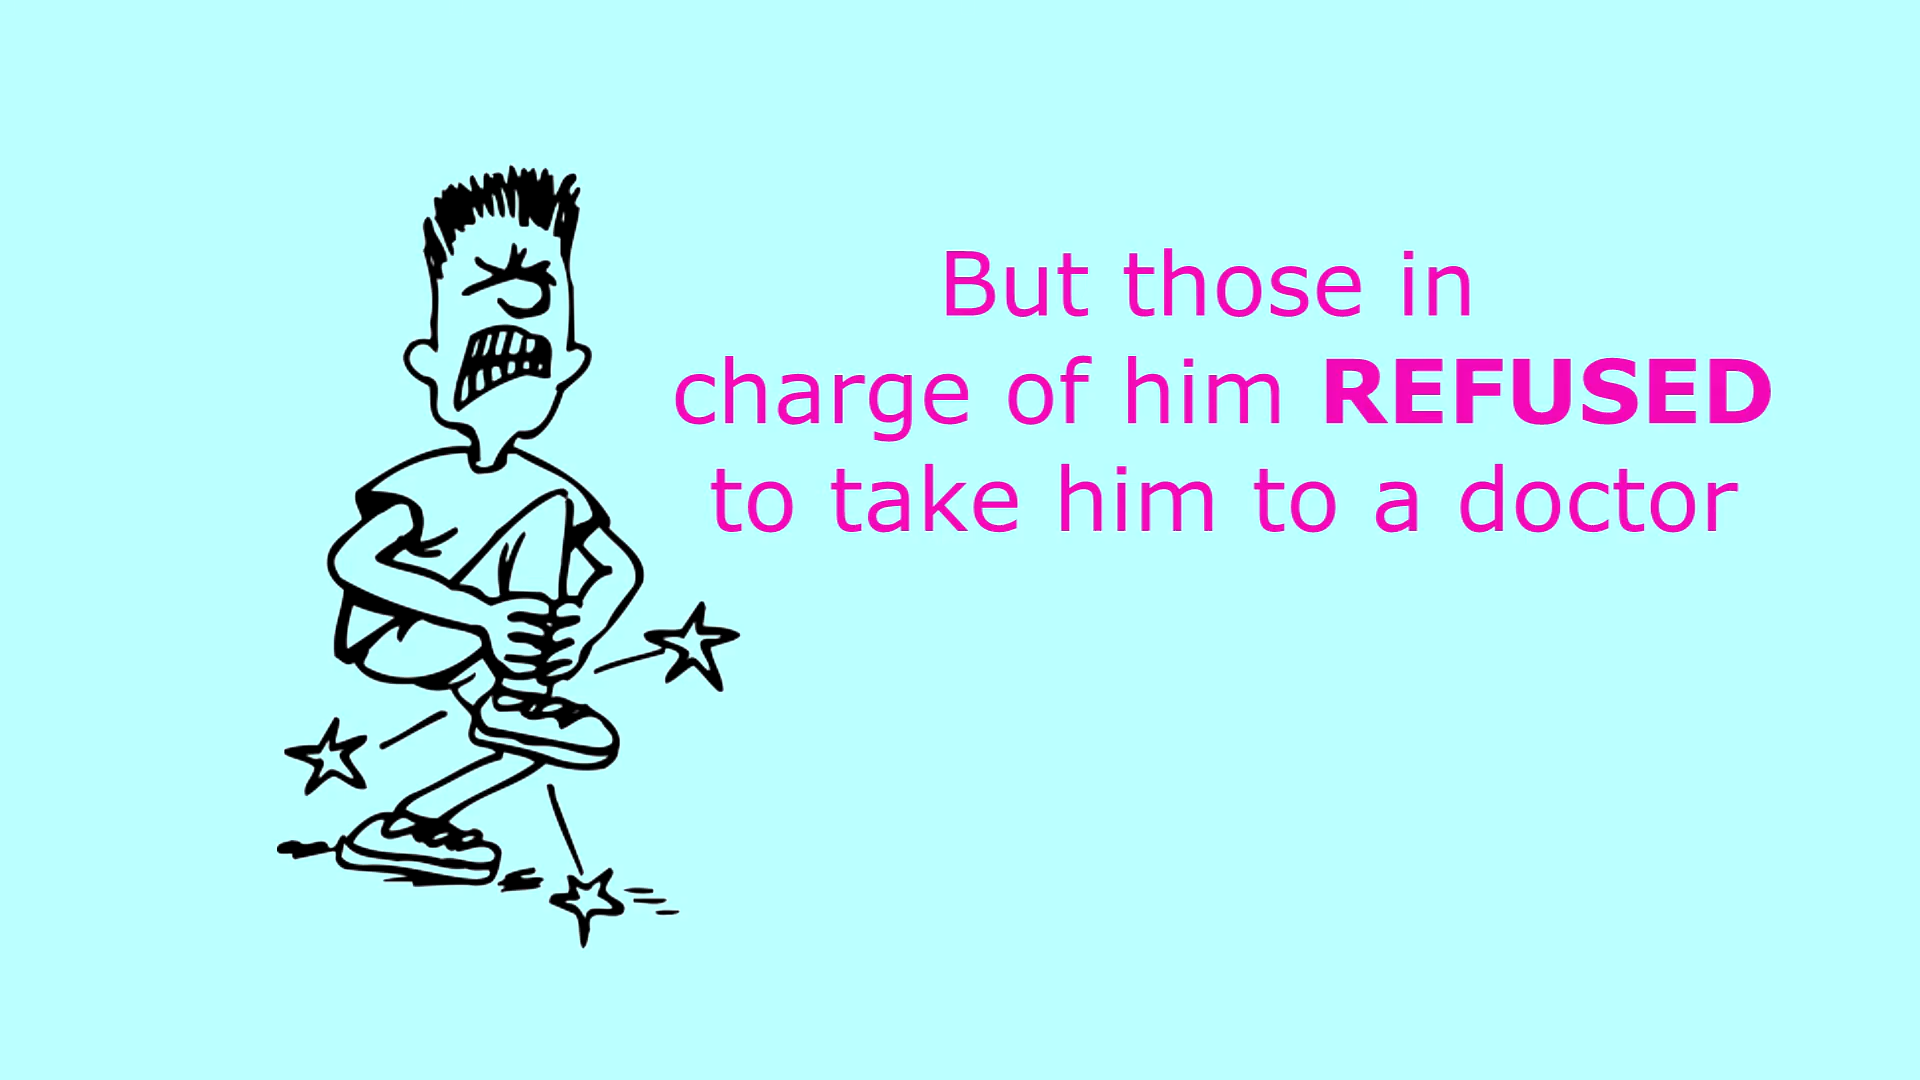 But those in
charge of him REFUSED
to take him to a doctor